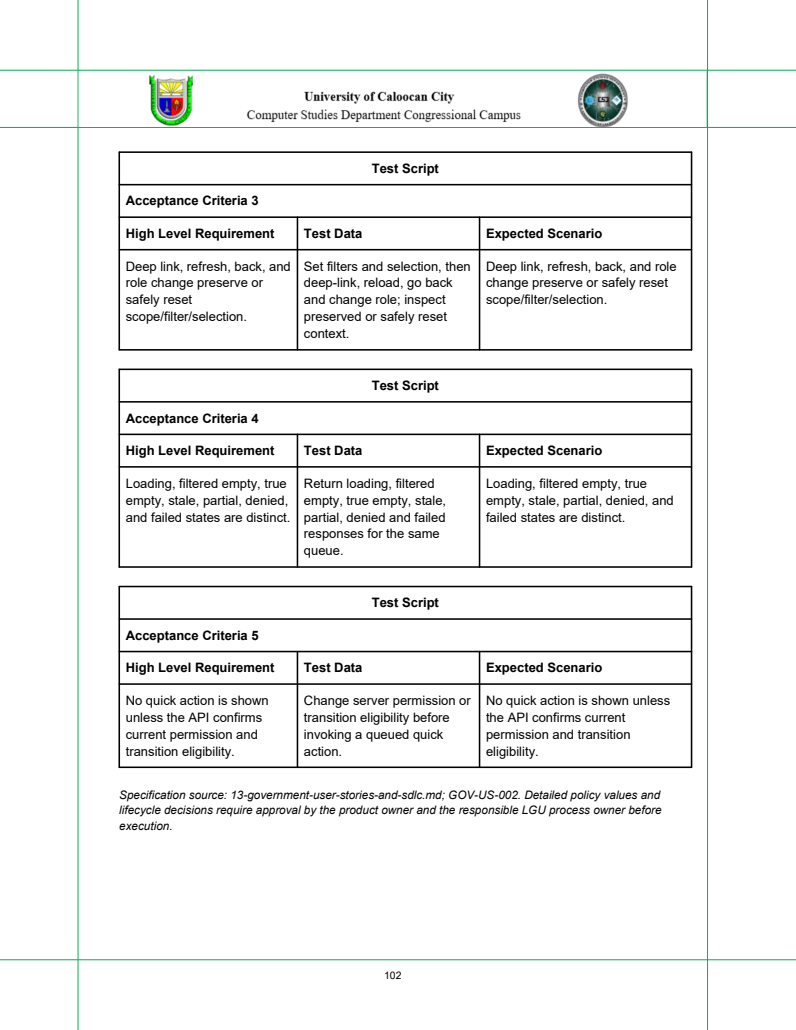 University of Caloocan City
Computer Studies Department Congressional Campus
Test Script
Acceptance Criteria 3
High Level Requirement
Test Data
Expected Scenario
Deep link, refresh, back, and
role change preserve or
safely reset
scope/filter/selection.
Set filters and selection, then
deep-link, reload, go back
and change role; inspect
preserved or safely reset
context.
Deep link, refresh, back, and role
change preserve or safely reset
scope/filter/selection.
Test Script
Acceptance Criteria 4
High Level Requirement
Test Data
Expected Scenario
Loading, filtered empty, true
empty, stale, partial, denied,
and failed states are distinct.
Return loading, filtered
empty, true empty, stale,
partial, denied and failed
responses for the same
queue.
Loading, filtered empty, true
empty, stale, partial, denied, and
failed states are distinct.
Test Script
Acceptance Criteria 5
High Level Requirement
Test Data
Expected Scenario
No quick action is shown
unless the API confirms
current permission and
transition eligibility.
Change server permission or
transition eligibility before
invoking a queued quick
action.
No quick action is shown unless
the API confirms current
permission and transition
eligibility.
Specification source: 13-government-user-stories-and-sdlc.md; GOV-US-002. Detailed policy values and
lifecycle decisions require approval by the product owner and the responsible LGU process owner before
execution.
102